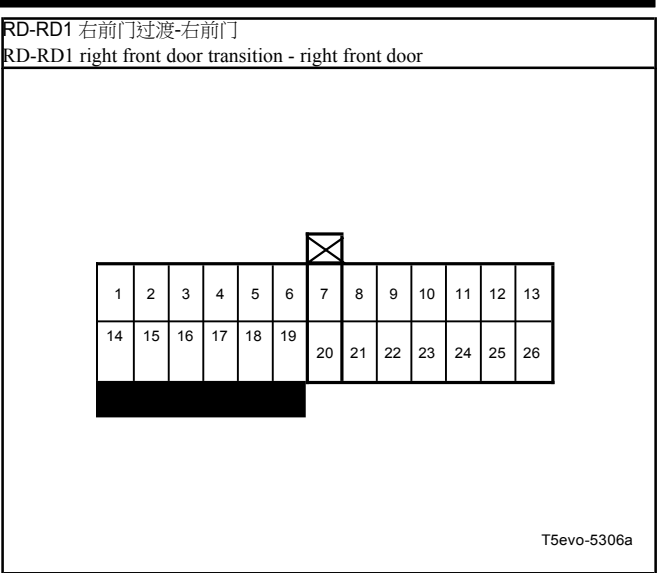 RD-RD1 右前门过渡-右前门
RD-RD1 right front door transition - right front door
1 2 3 4 5 6 7 8 9 10 11 12 13
14 15 16 17 18 19 20 21 22 23 24 25 26
T5evo-5306a